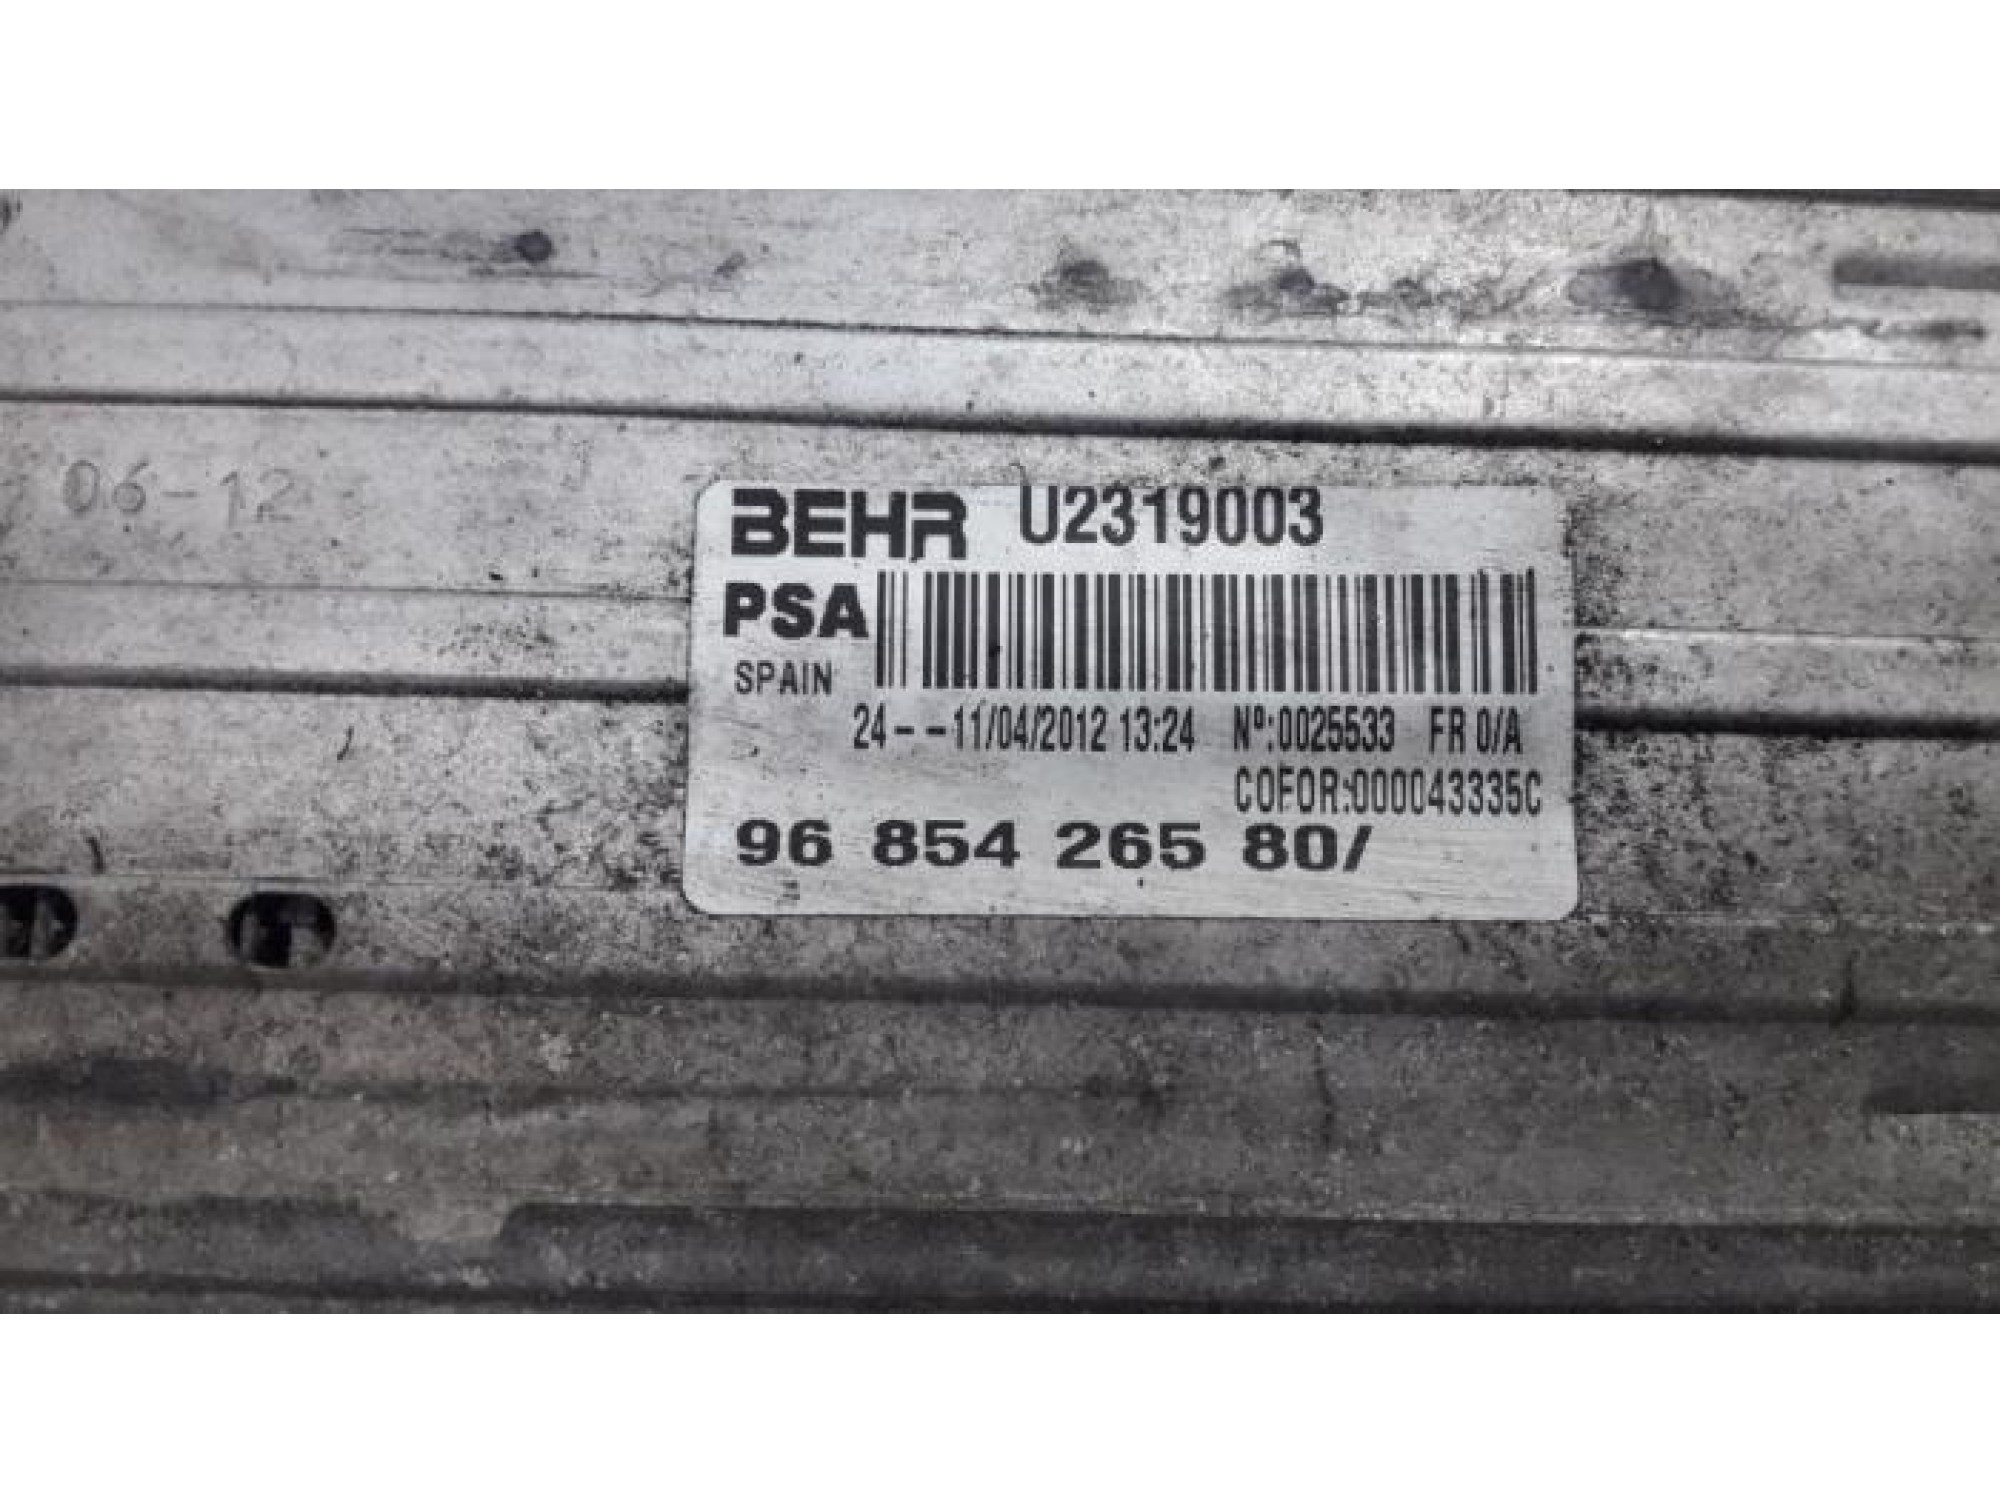 06-12
BEHR U2319003
PSA
SPAIN
24--11/04/2012 13:24 Nº:0025533 FR 0/A
COFOR:000043335C
96 854 265 80/